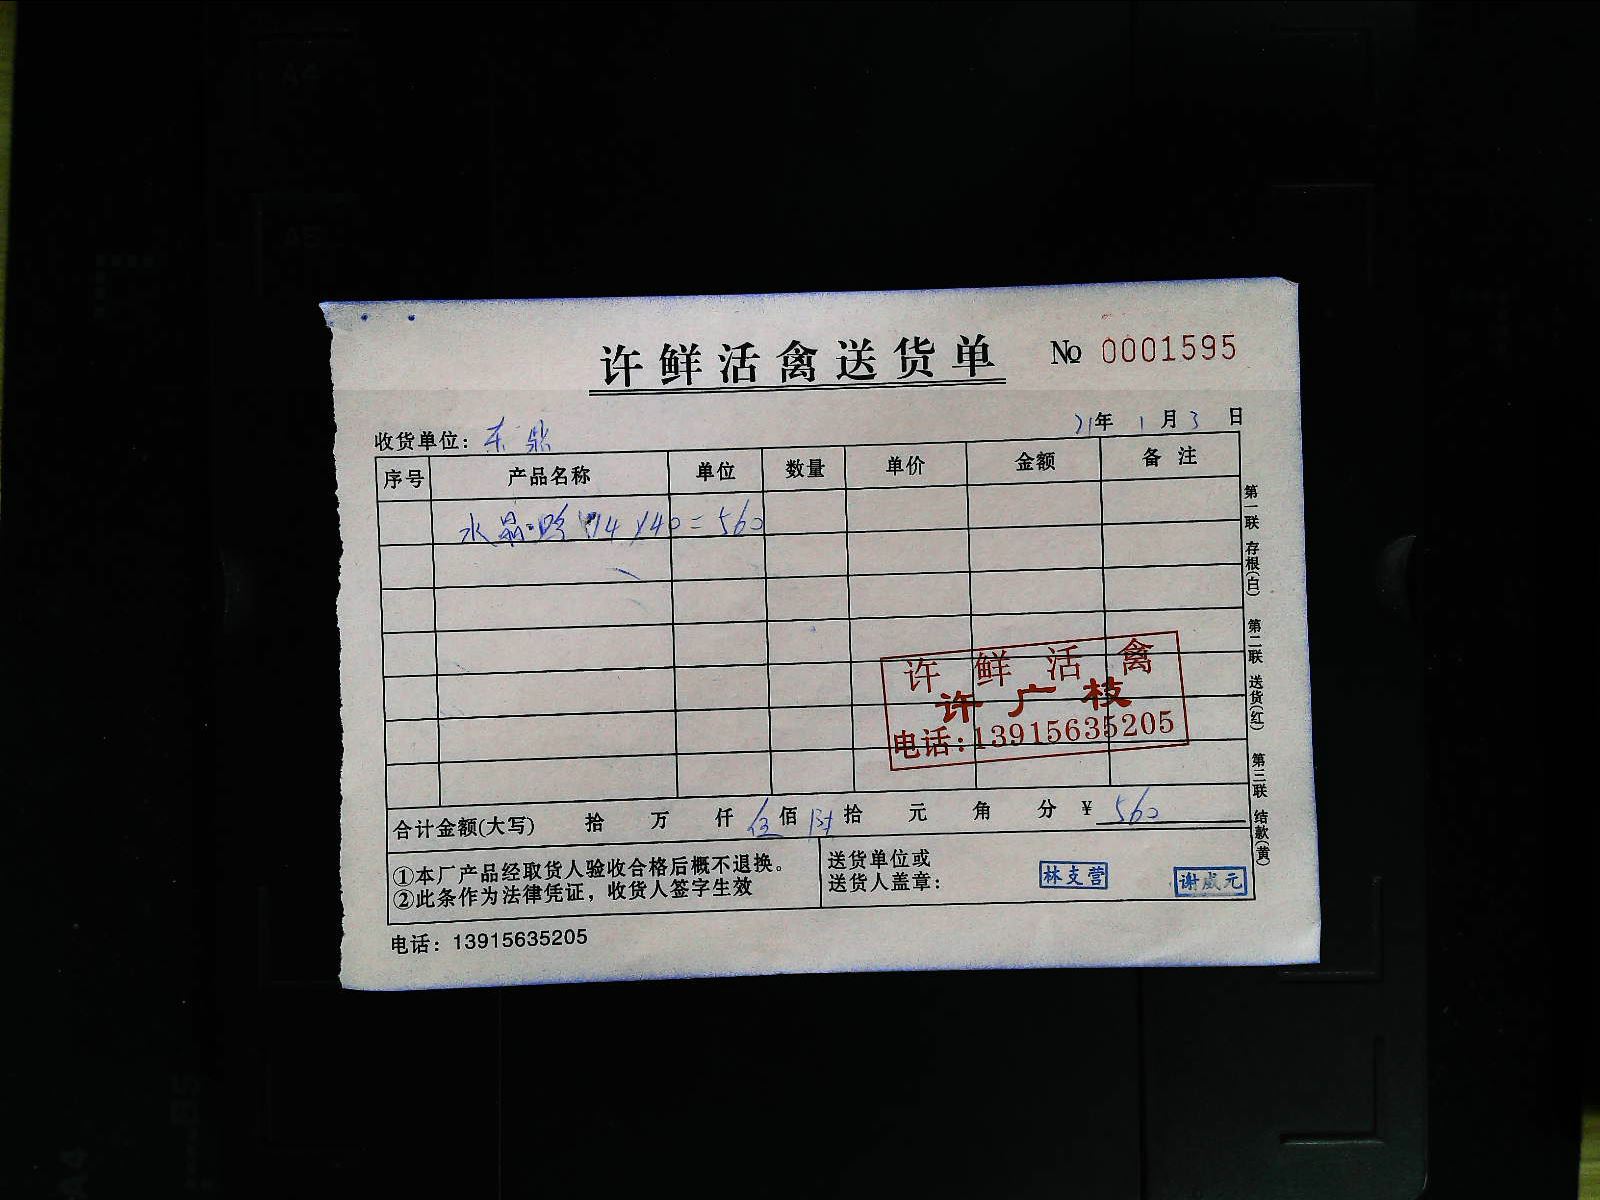 许鲜活禽送货单 № 0001595
收货单位：东鼎 21年 1月3日
序号 产品名称 单位 数量 单价 金额 备注
水晶 14×40=560
许鲜活禽
许广枝
电话:13915635205
合计金额(大写) 拾 万 仟 伍佰 陆拾 元 角 分 ¥ 560
①本厂产品经取货人验收合格后概不退换。
②此条作为法律凭证，收货人签字生效
送货单位或
送货人盖章：
林支营
谢成元
电话：13915635205
第一联 存根(白) 第二联 送货(红) 第三联 结款(黄)
A4
A5
B5
A4